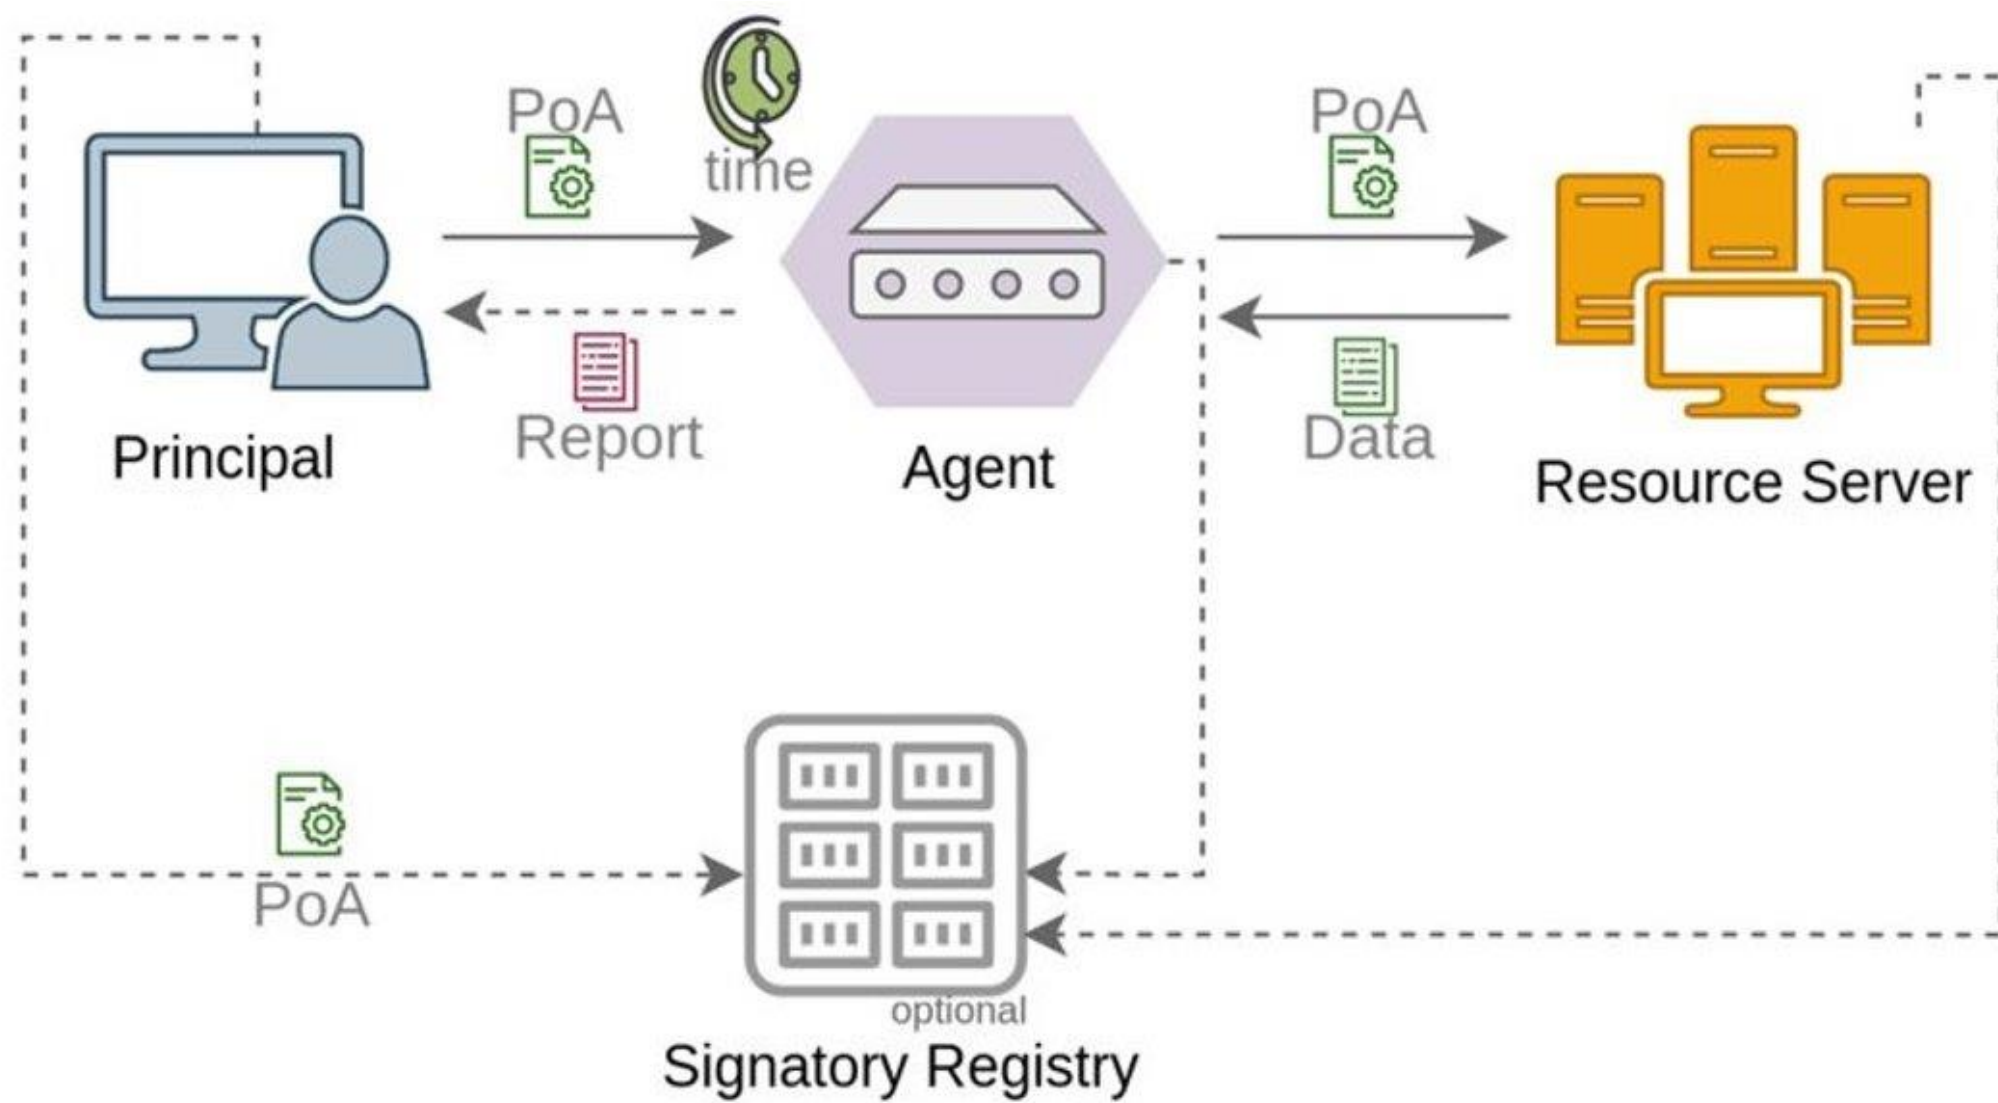 PoA
time
PoA
Report
Data
Principal
Agent
Resource Server
PoA
optional
Signatory Registry